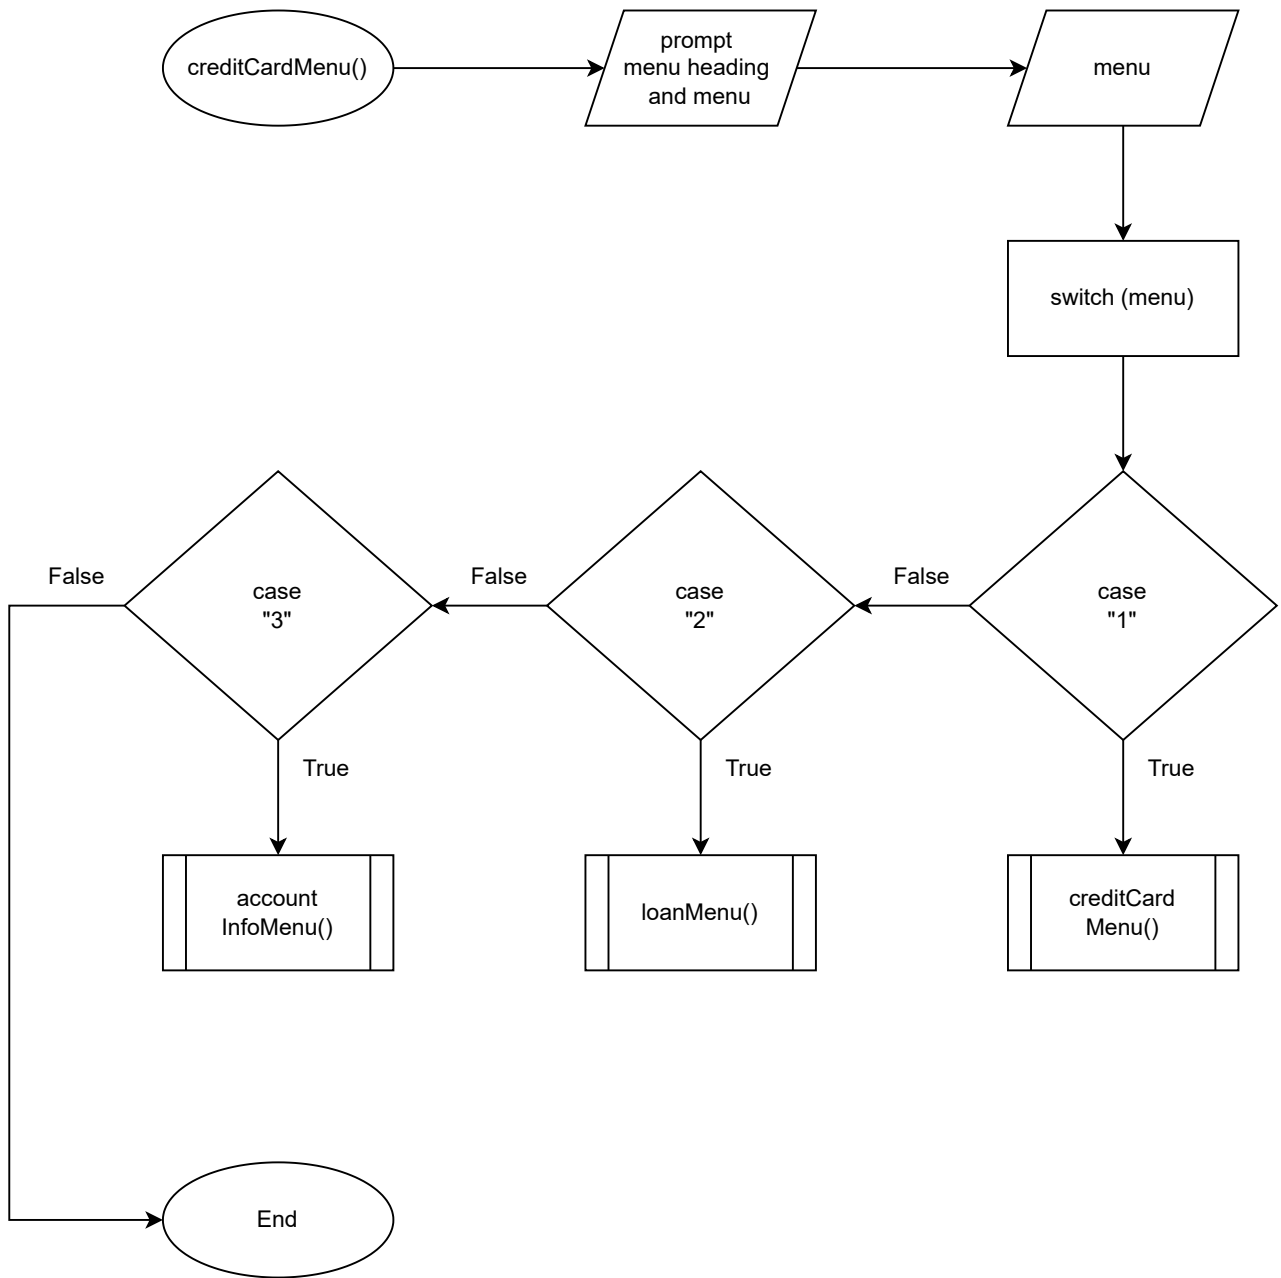 creditCardMenu()
prompt
menu heading
and menu
menu
switch (menu)
case
"1"
True
creditCard
Menu()
False
case
"2"
True
loanMenu()
False
case
"3"
True
account
InfoMenu()
False
End